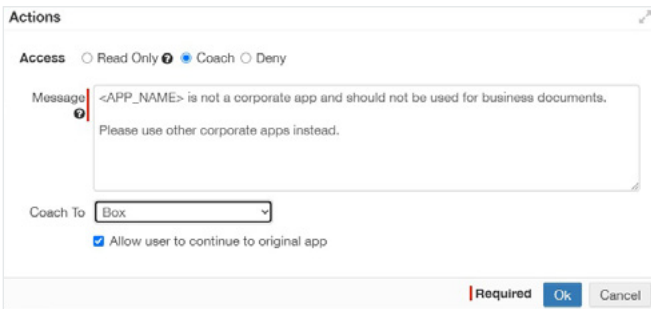 Actions
Access Read Only Coach Deny
Message <APP_NAME> is not a corporate app and should not be used for business documents.
Please use other corporate apps instead.
Coach To Box
Allow user to continue to original app
Required Ok Cancel